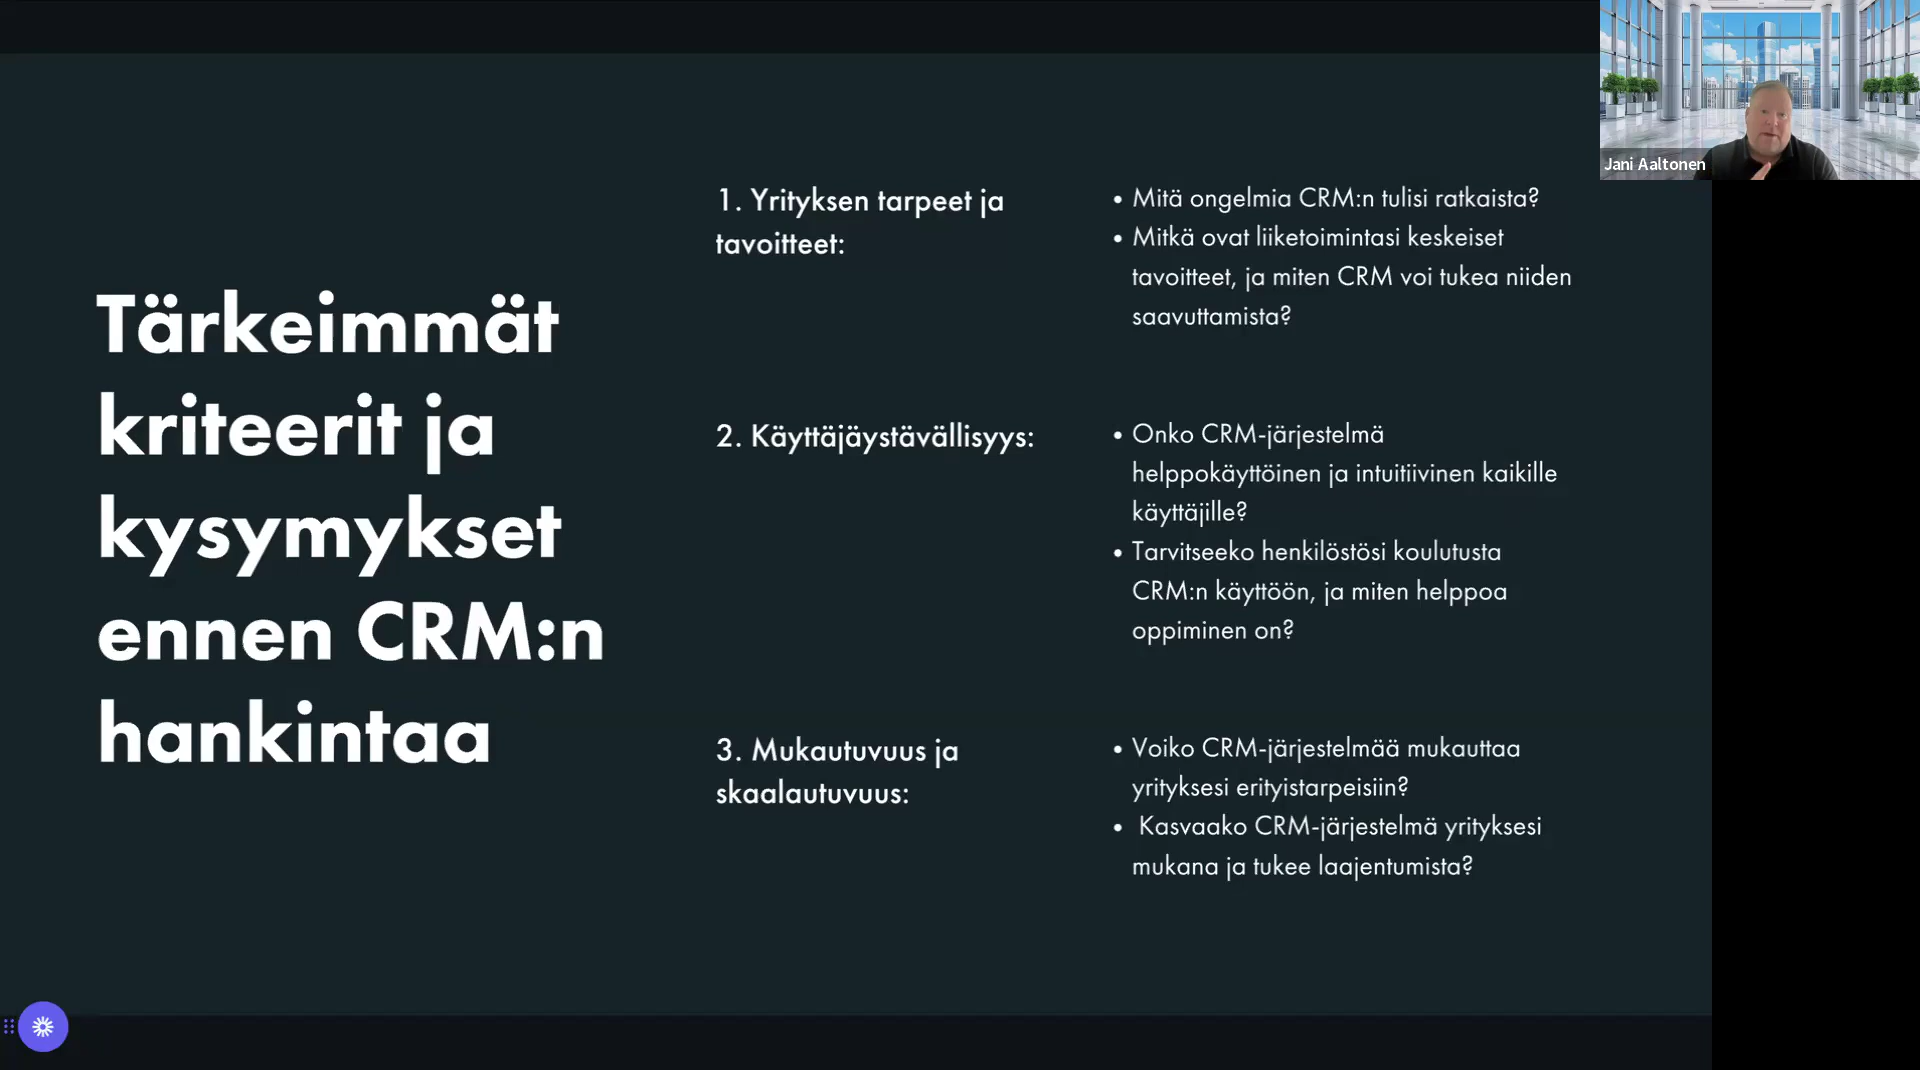 Jani Aaltonen
Tärkeimmät
kriteerit ja
kysymykset
ennen CRM:n
hankintaa
1. Yrityksen tarpeet ja
tavoitteet:
• Mitä ongelmia CRM:n tulisi ratkaista?
• Mitkä ovat liiketoimintasi keskeiset
tavoitteet, ja miten CRM voi tukea niiden
saavuttamista?
2. Käyttäjäystävällisyys:
• Onko CRM-järjestelmä
helppokäyttöinen ja intuitiivinen kaikille
käyttäjille?
• Tarvitseeko henkilöstösi koulutusta
CRM:n käyttöön, ja miten helppoa
oppiminen on?
3. Mukautuvuus ja
skaalautuvuus:
• Voiko CRM-järjestelmää mukauttaa
yrityksesi erityistarpeisiin?
• Kasvaako CRM-järjestelmä yrityksesi
mukana ja tukee laajentumista?